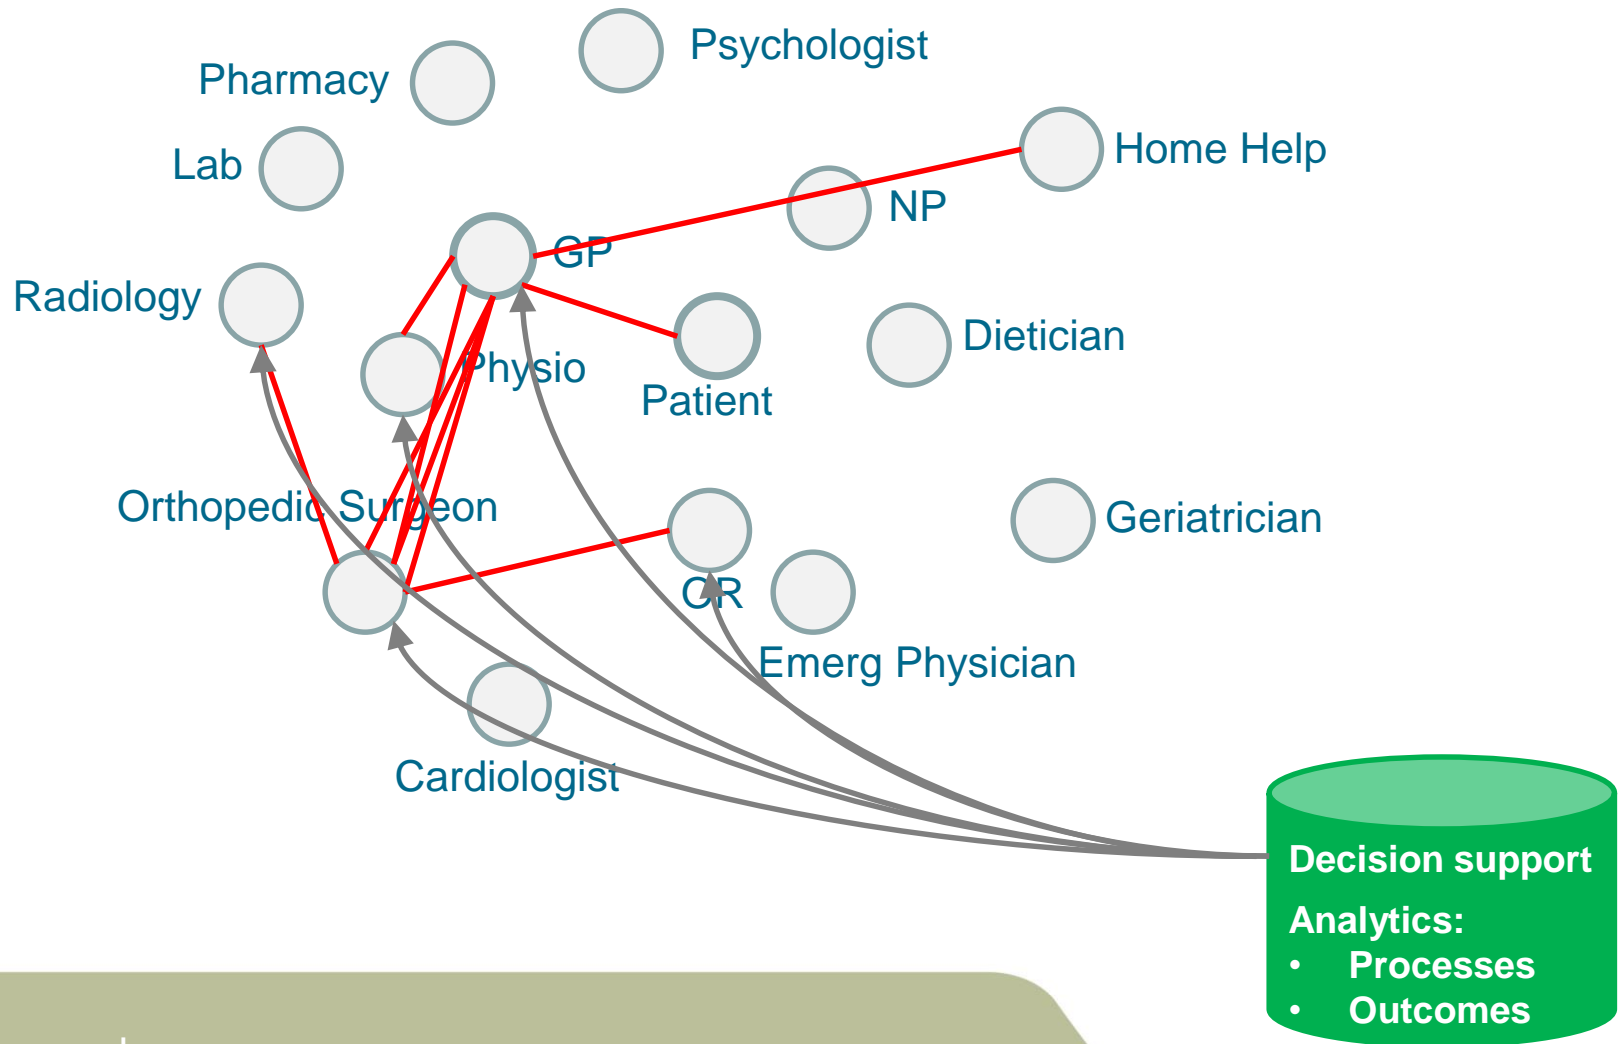 Psychologist
Pharmacy
Home Help
Lab
NP
GP
Radiology
Dietician
Physio
Patient
Orthopedic Surgeon
Geriatrician
OR
Emerg Physician
Cardiologist
Decision support
Analytics:
• Processes
• Outcomes